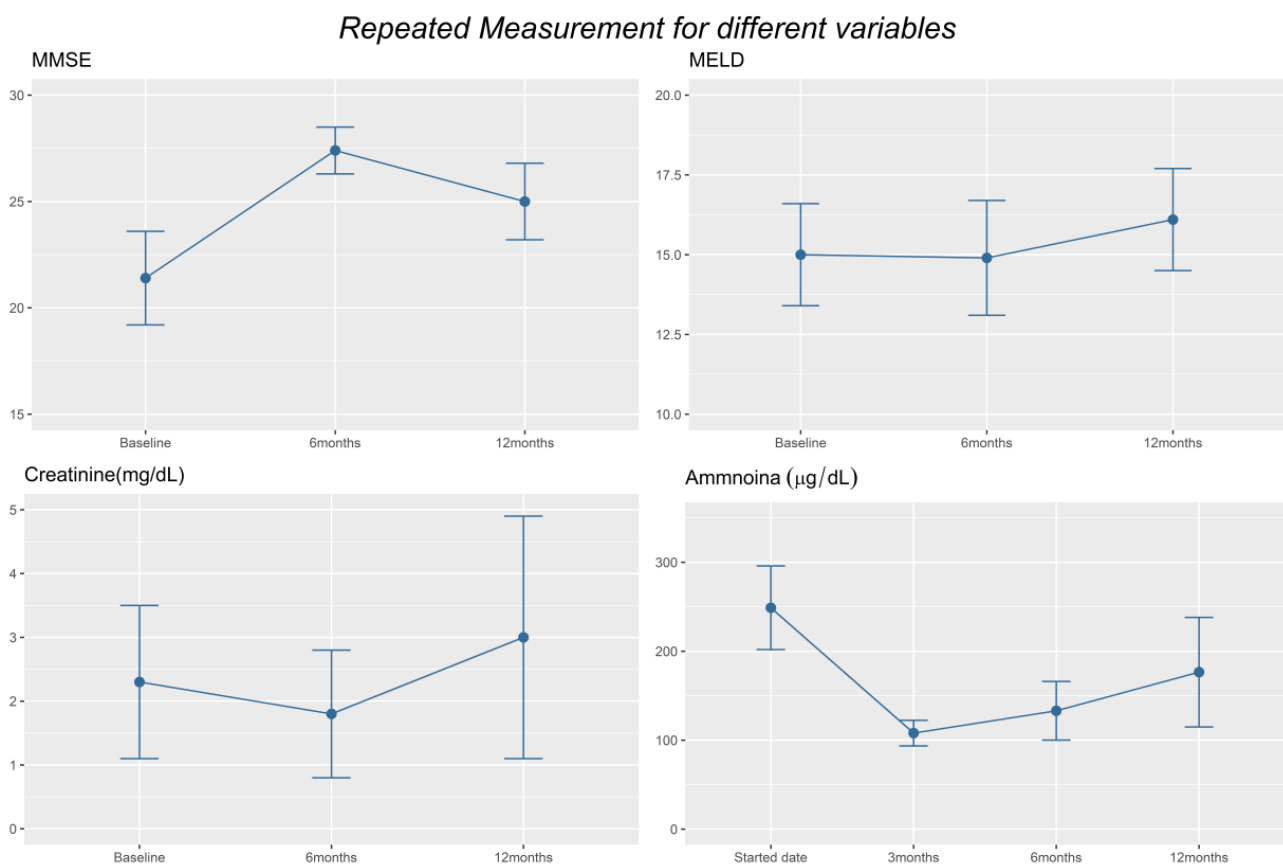 Repeated Measurement for different variables
MMSE
30
25
20
15
Baseline
6months
12months
MELD
20.0
17.5
15.0
12.5
10.0
Baseline
6months
12months
Creatinine(mg/dL)
5
4
3
2
1
0
Baseline
6months
12months
Ammnoina (μg/dL)
300
200
100
0
Started date
3months
6months
12months